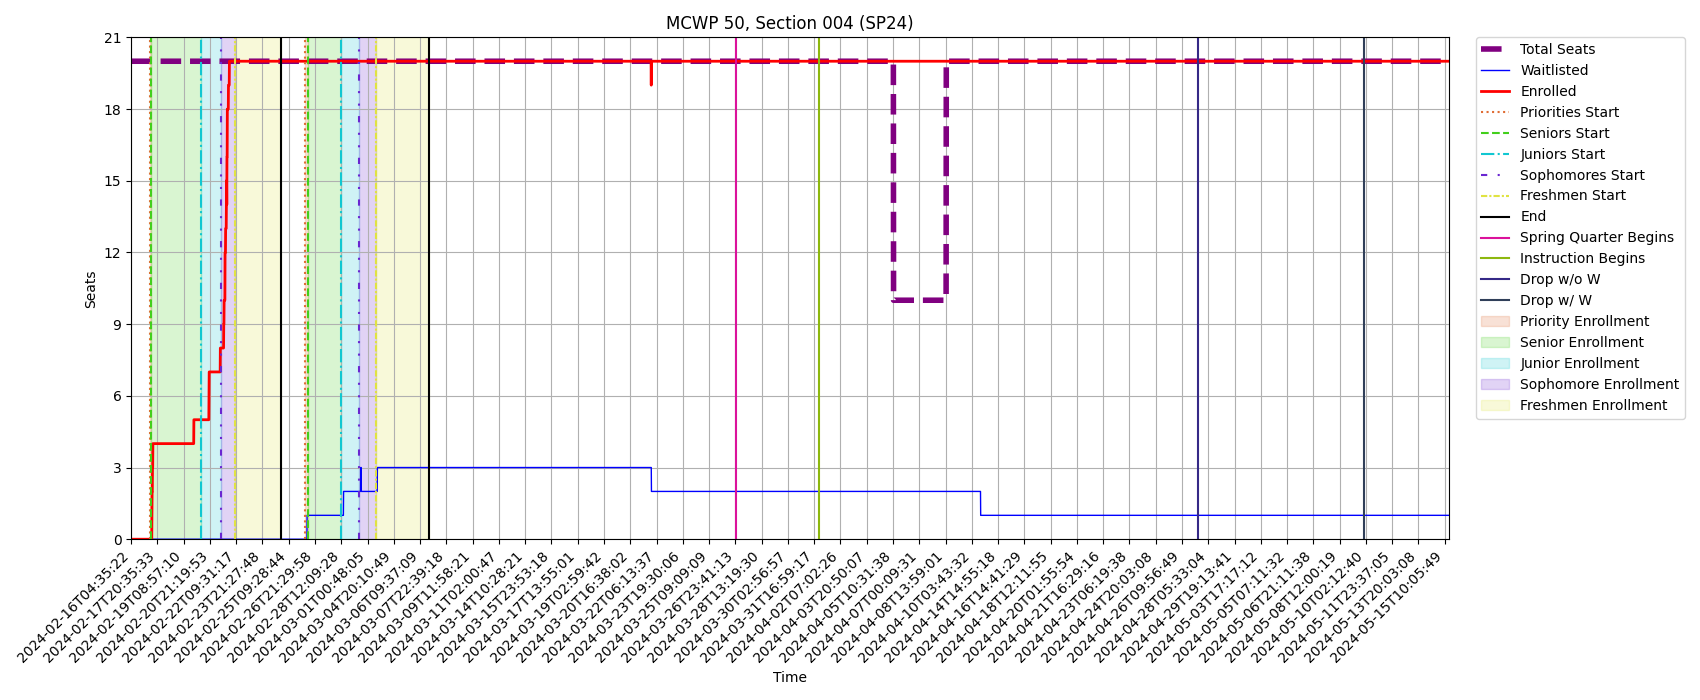 MCWP 50, Section 004 (SP24)
21
18
15
12
9
6
3
0
Seats
2024-02-16T04:35:22
2024-02-17T20:35:33
2024-02-19T08:57:10
2024-02-20T21:19:53
2024-02-22T09:31:17
2024-02-23T21:27:48
2024-02-25T09:28:44
2024-02-26T21:29:58
2024-02-28T12:09:28
2024-03-01T00:48:05
2024-03-04T20:10:49
2024-03-06T09:37:09
2024-03-07T22:39:18
2024-03-09T11:58:21
2024-03-11T02:00:47
2024-03-14T10:28:21
2024-03-15T23:53:18
2024-03-17T13:55:01
2024-03-19T02:59:42
2024-03-20T16:38:02
2024-03-22T06:13:37
2024-03-23T19:30:06
2024-03-25T09:09:09
2024-03-26T23:41:13
2024-03-28T13:19:30
2024-03-30T02:56:57
2024-03-31T16:59:17
2024-04-02T07:02:26
2024-04-03T20:50:07
2024-04-05T10:31:38
2024-04-07T00:09:31
2024-04-08T13:59:01
2024-04-10T03:43:32
2024-04-14T14:55:18
2024-04-16T14:41:29
2024-04-18T12:11:55
2024-04-20T01:55:54
2024-04-21T16:29:16
2024-04-23T06:19:38
2024-04-24T20:03:08
2024-04-26T09:56:49
2024-04-28T05:33:04
2024-04-29T19:13:41
2024-05-03T17:17:12
2024-05-05T07:11:32
2024-05-06T21:11:38
2024-05-08T12:00:19
2024-05-10T02:12:40
2024-05-11T23:37:05
2024-05-13T20:03:08
2024-05-15T10:05:49
Time
Total Seats
Waitlisted
Enrolled
Priorities Start
Seniors Start
Juniors Start
Sophomores Start
Freshmen Start
End
Spring Quarter Begins
Instruction Begins
Drop w/o W
Drop w/ W
Priority Enrollment
Senior Enrollment
Junior Enrollment
Sophomore Enrollment
Freshmen Enrollment